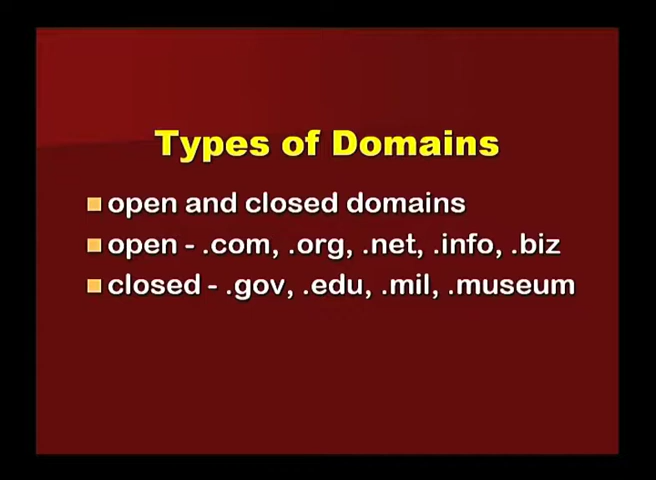 Types of Domains
open and closed domains
open - .com, .org, .net, .info, .biz
closed - .gov, .edu, .mil, .museum